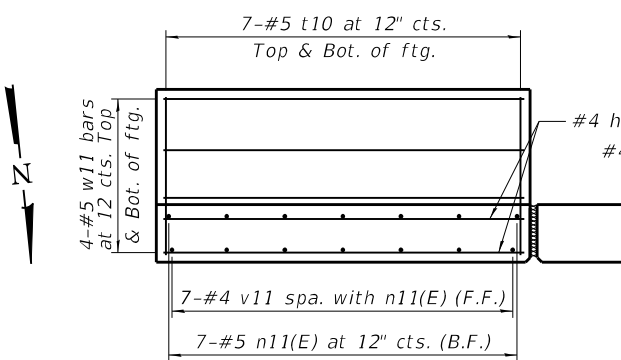 7-#5 t10 at 12" cts.
Top & Bot. of ftg.
4-#5 w11 bars
at 12 cts. Top
& Bot. of ftg.
#4 h
#4
N
7-#4 v11 spa. with n11(E) (F.F.)
7-#5 n11(E) at 12" cts. (B.F.)